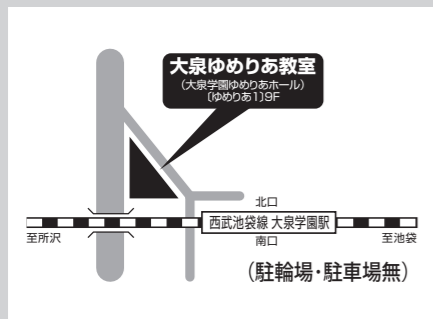 大泉ゆめりあ教室
(大泉学園ゆめりあホール)
〔ゆめりあ1〕9F
北口
西武池袋線 大泉学園駅
至所沢
南口
至池袋
(駐輪場・駐車場無)